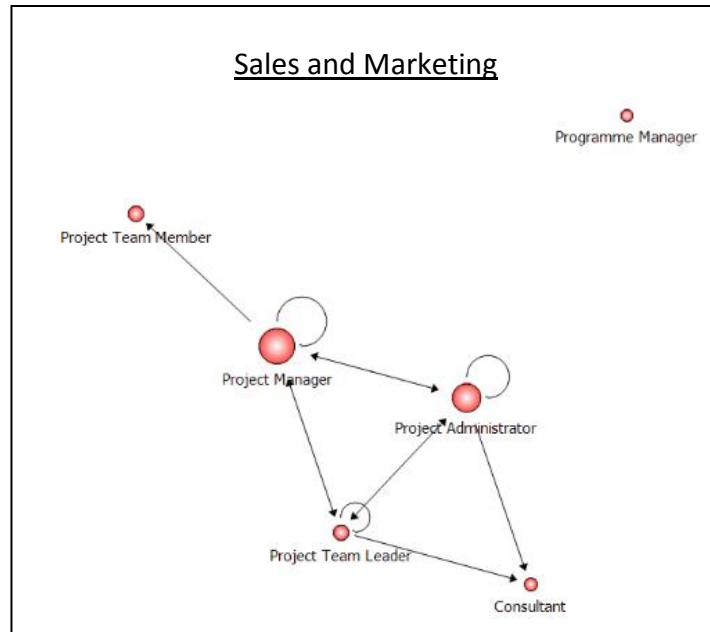 Sales and Marketing
Programme Manager
Project Team Member
Project Manager
Project Administrator
Project Team Leader
Consultant